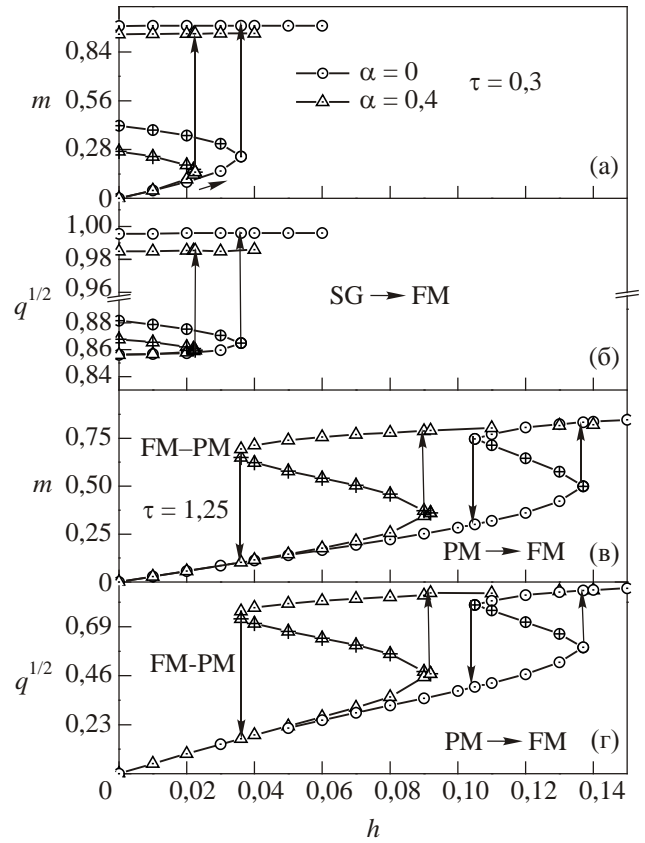 0,84
0,56
m
0,28
0
α = 0
α = 0,4
τ = 0,3
(а)
1,00
0,98
0,96
q1/2
0,88
0,86
0,84
SG → FM
(б)
0,75
m
0,50
0,25
0
FM–PM
τ = 1,25
PM → FM
(в)
0,69
q1/2
0,46
0,23
FM-PM
PM → FM
(г)
0 0,02 0,04 0,06 0,08 0,10 0,12 0,14
h